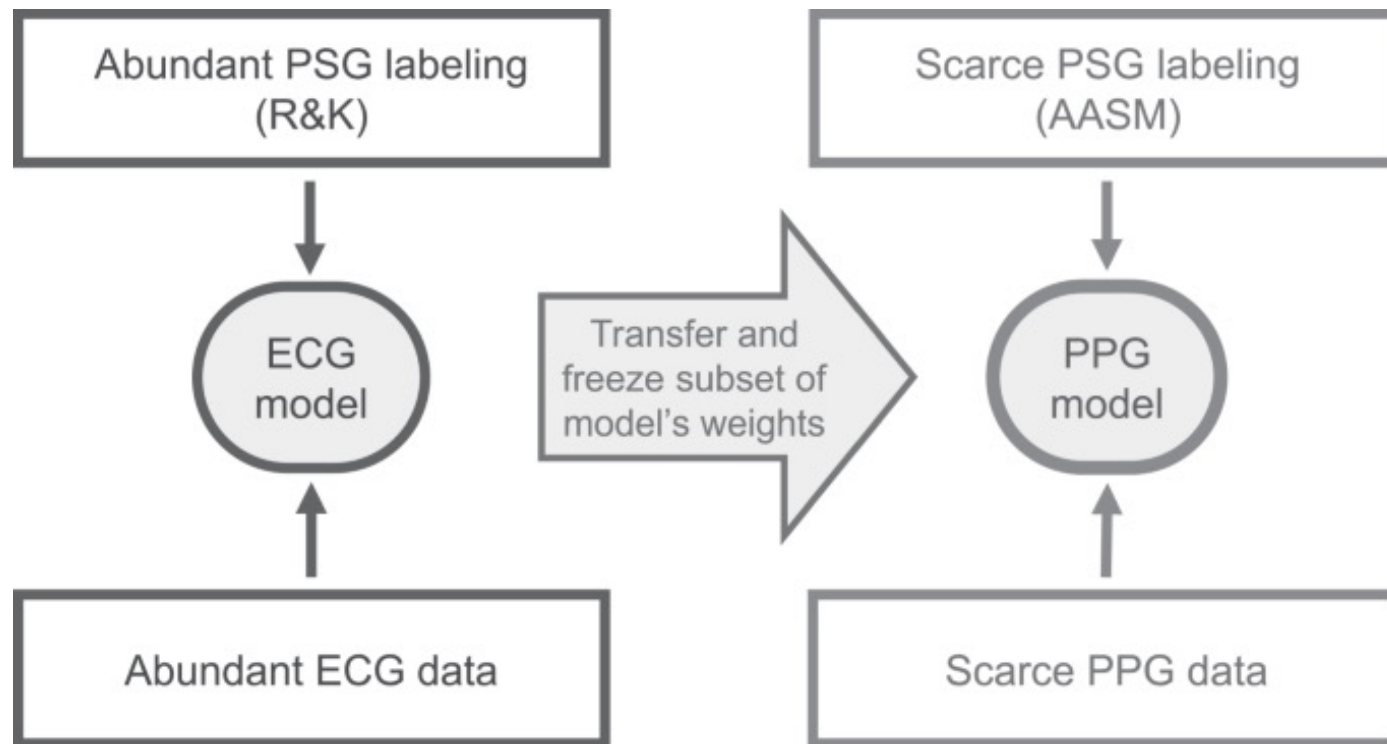 Abundant PSG labeling
(R&K)
Scarce PSG labeling
(AASM)
ECG
model
Transfer and
freeze subset of
model’s weights
PPG
model
Abundant ECG data
Scarce PPG data